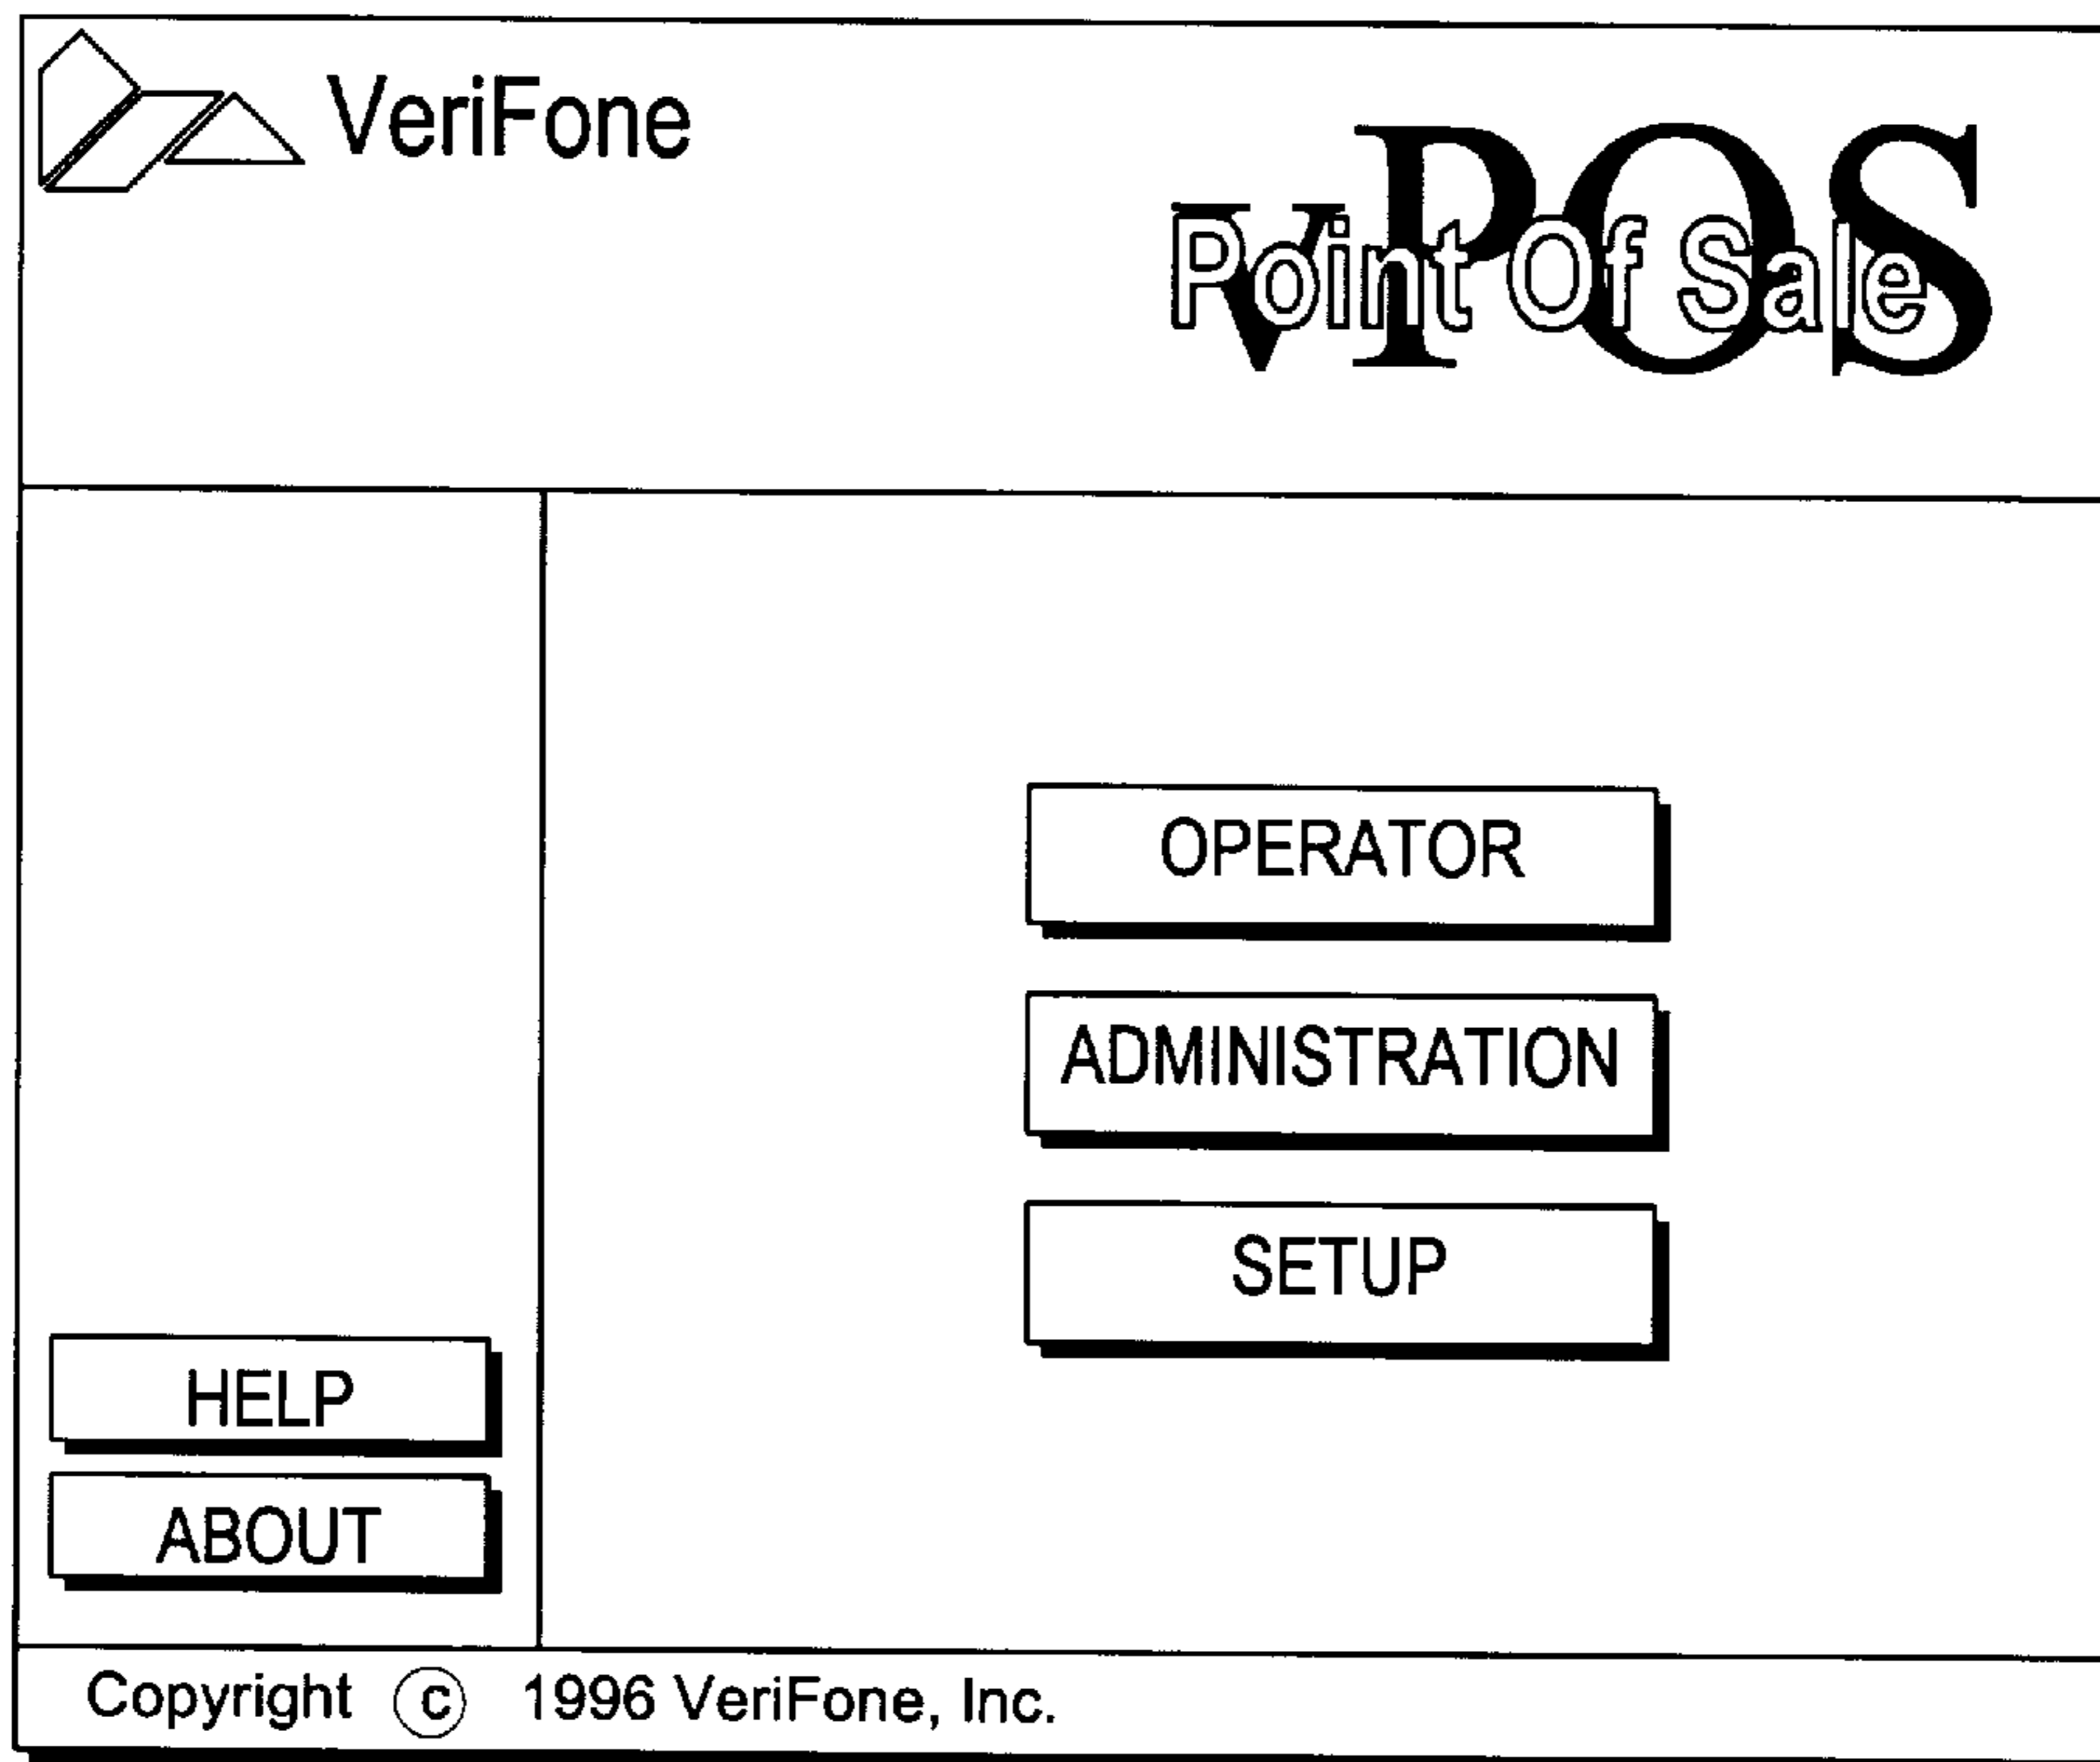 VeriFone
vPOS
Point Of Sale
OPERATOR
ADMINISTRATION
SETUP
HELP
ABOUT
Copyright © 1996 VeriFone, Inc.